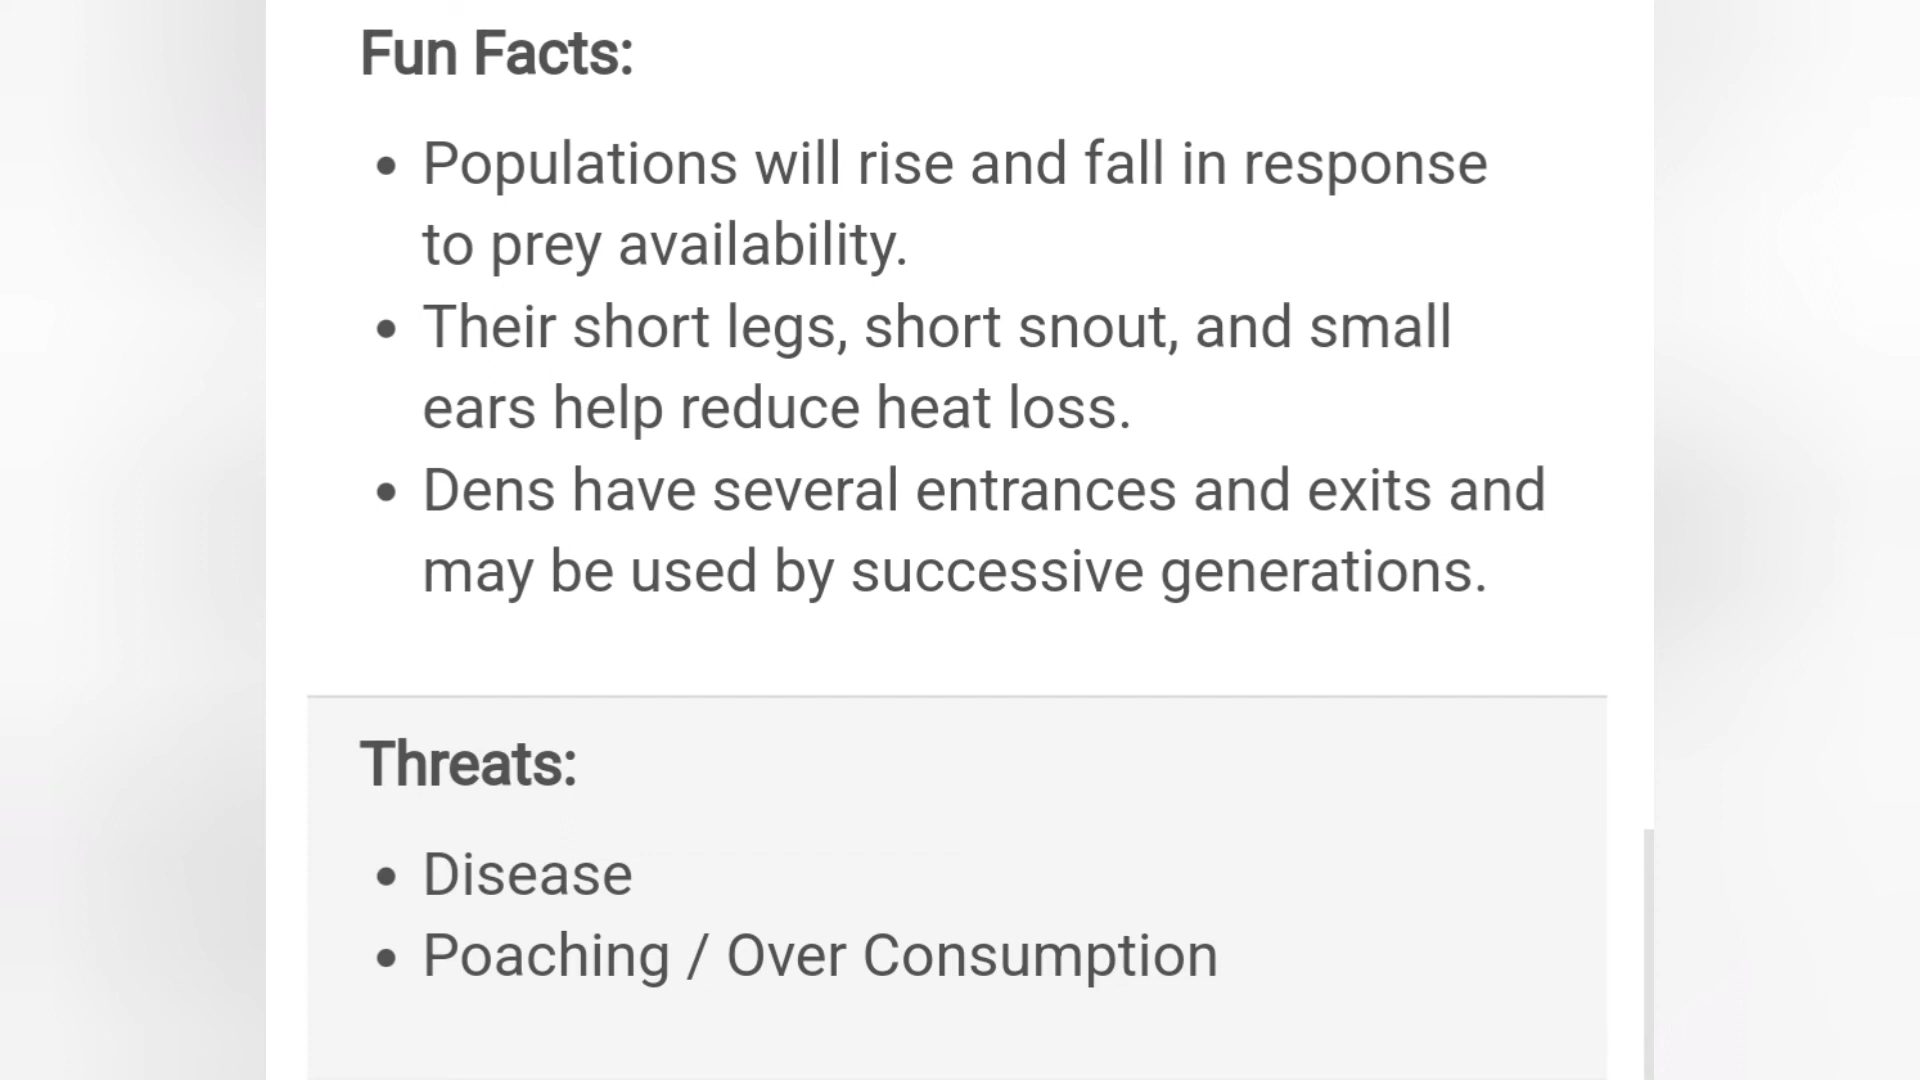 Fun Facts:
• Populations will rise and fall in response
to prey availability.
• Their short legs, short snout, and small
ears help reduce heat loss.
• Dens have several entrances and exits and
may be used by successive generations.
Threats:
• Disease
• Poaching / Over Consumption